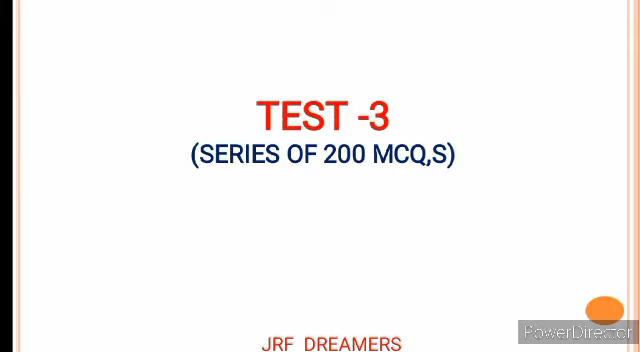 TEST -3
(SERIES OF 200 MCQ,S)
JRF DREAMERS
PowerDirector